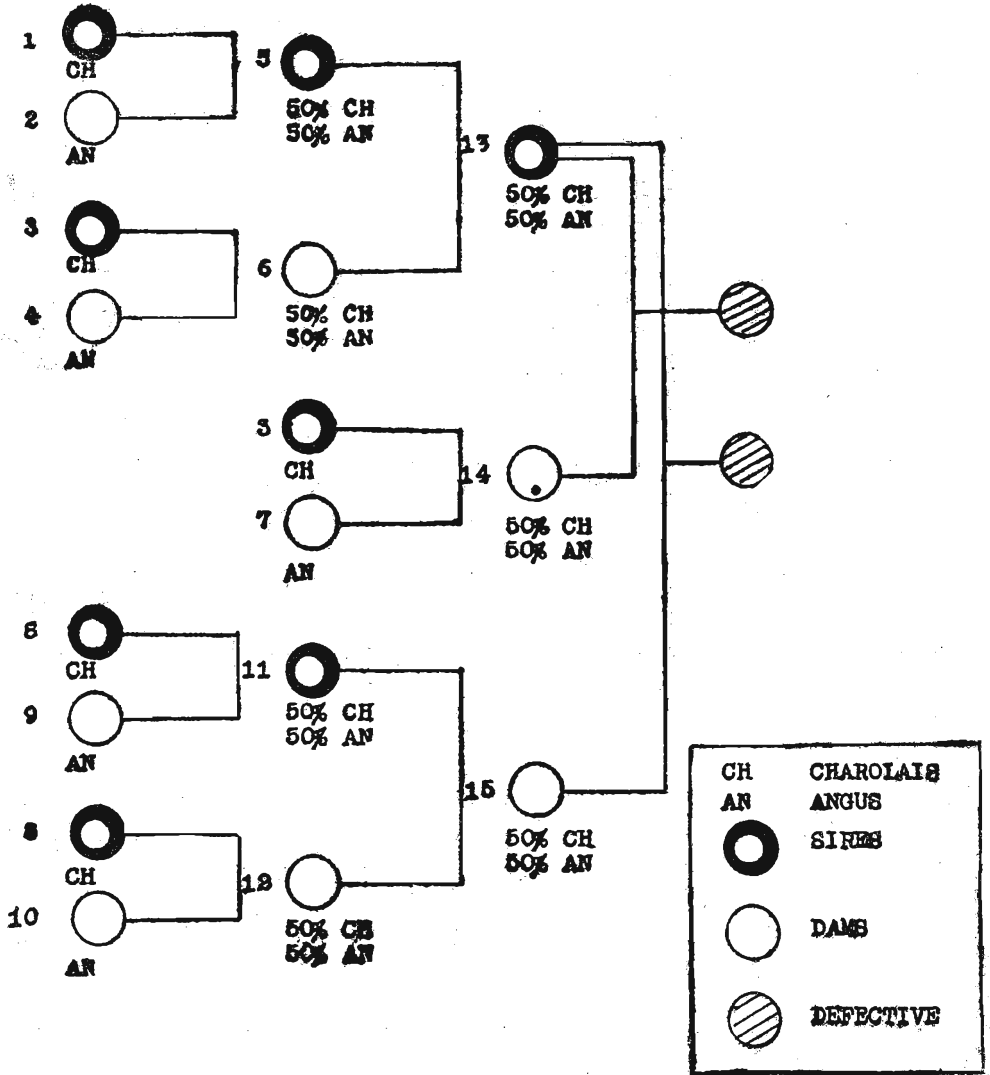 1
CH
2
AN
3
CH
4
AN
5
50% CH
50% AN
6
50% CH
50% AN
13
50% CH
50% AN
3
CH
7
AN
14
50% CH
50% AN
8
CH
9
AN
8
CH
10
AN
11
50% CH
50% AN
12
50% CH
50% AN
15
50% CH
50% AN
CH CHAROLAIS
AN ANGUS
SIRES
DAMS
DEFECTIVE